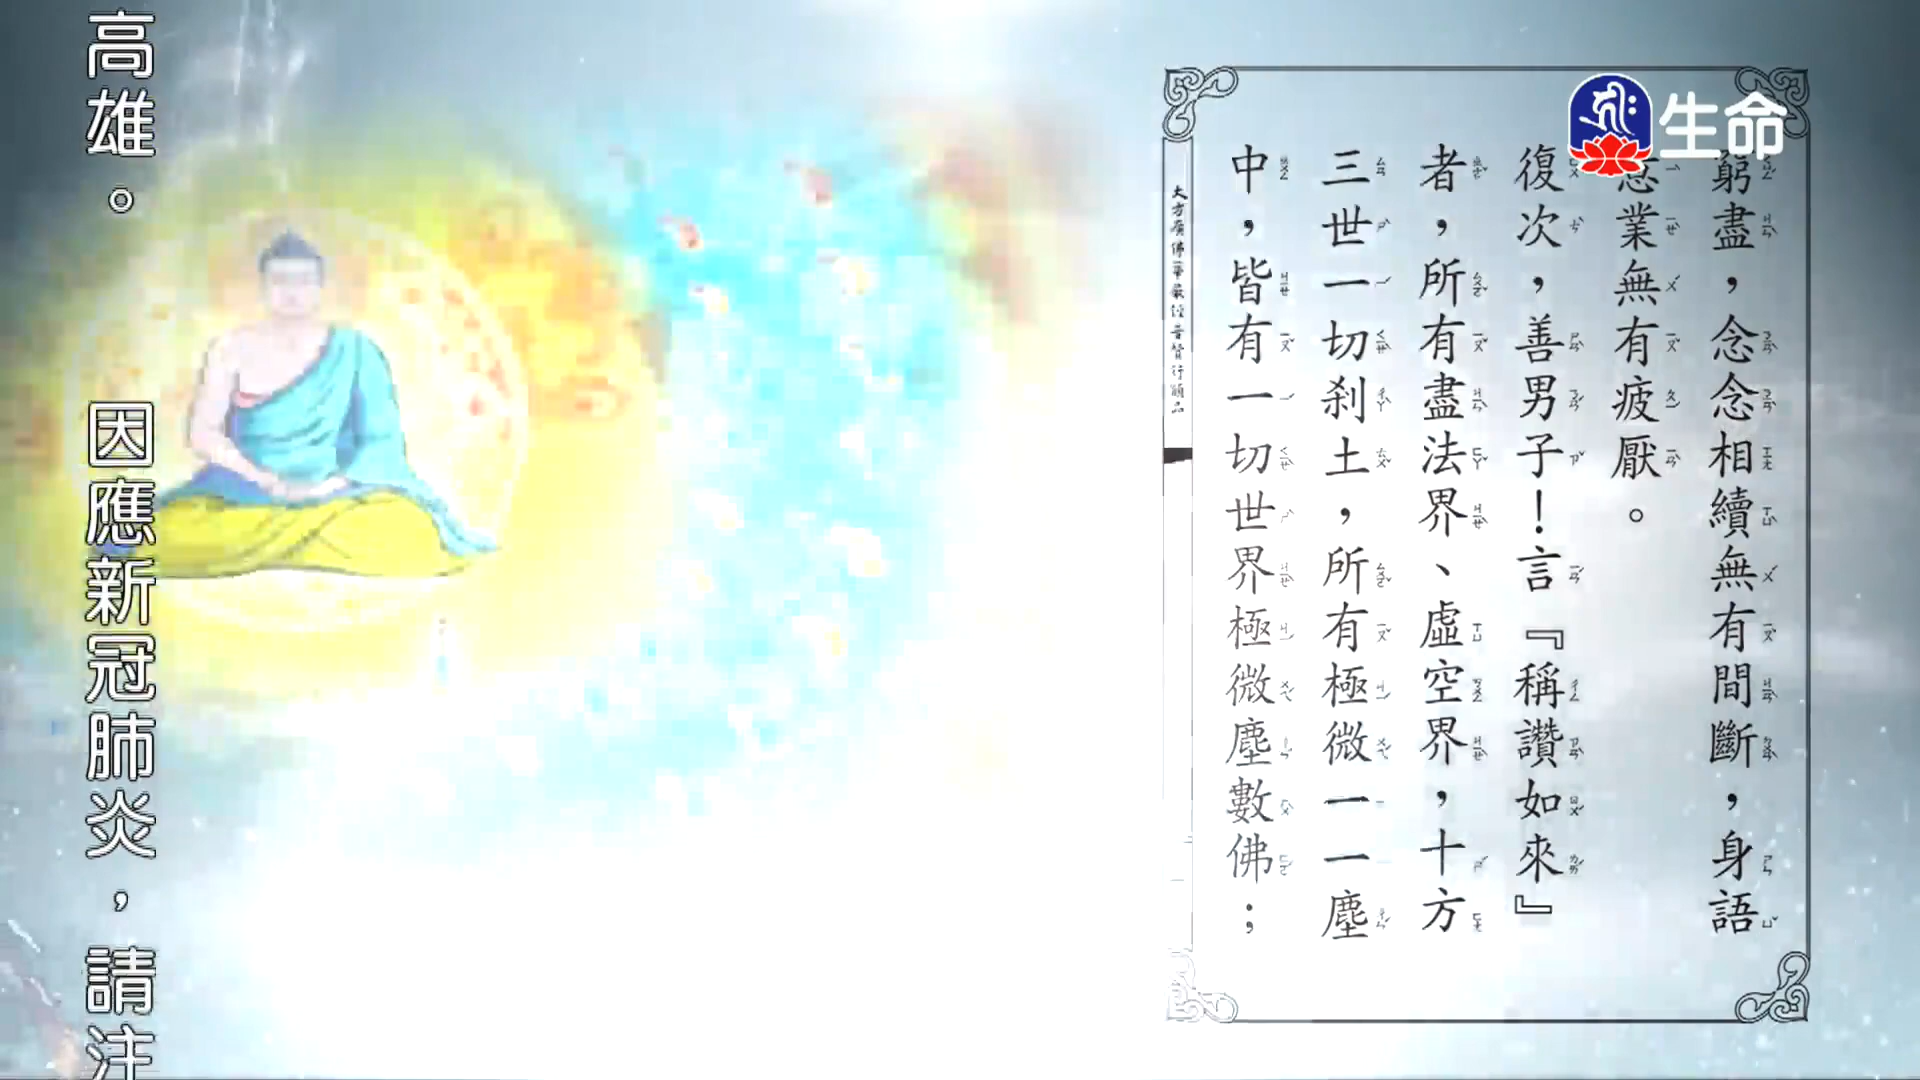 生命
窮盡，念念相續無有間斷，身語
意業無有疲厭。
復次，善男子！言『稱讚如來』
者，所有盡法界、虛空界，十方
三世一切剎土，所有極微一一塵
中，皆有一切世界極微塵數佛；
大方廣佛華嚴經普賢行願品
高雄。　因應新冠肺炎，請注